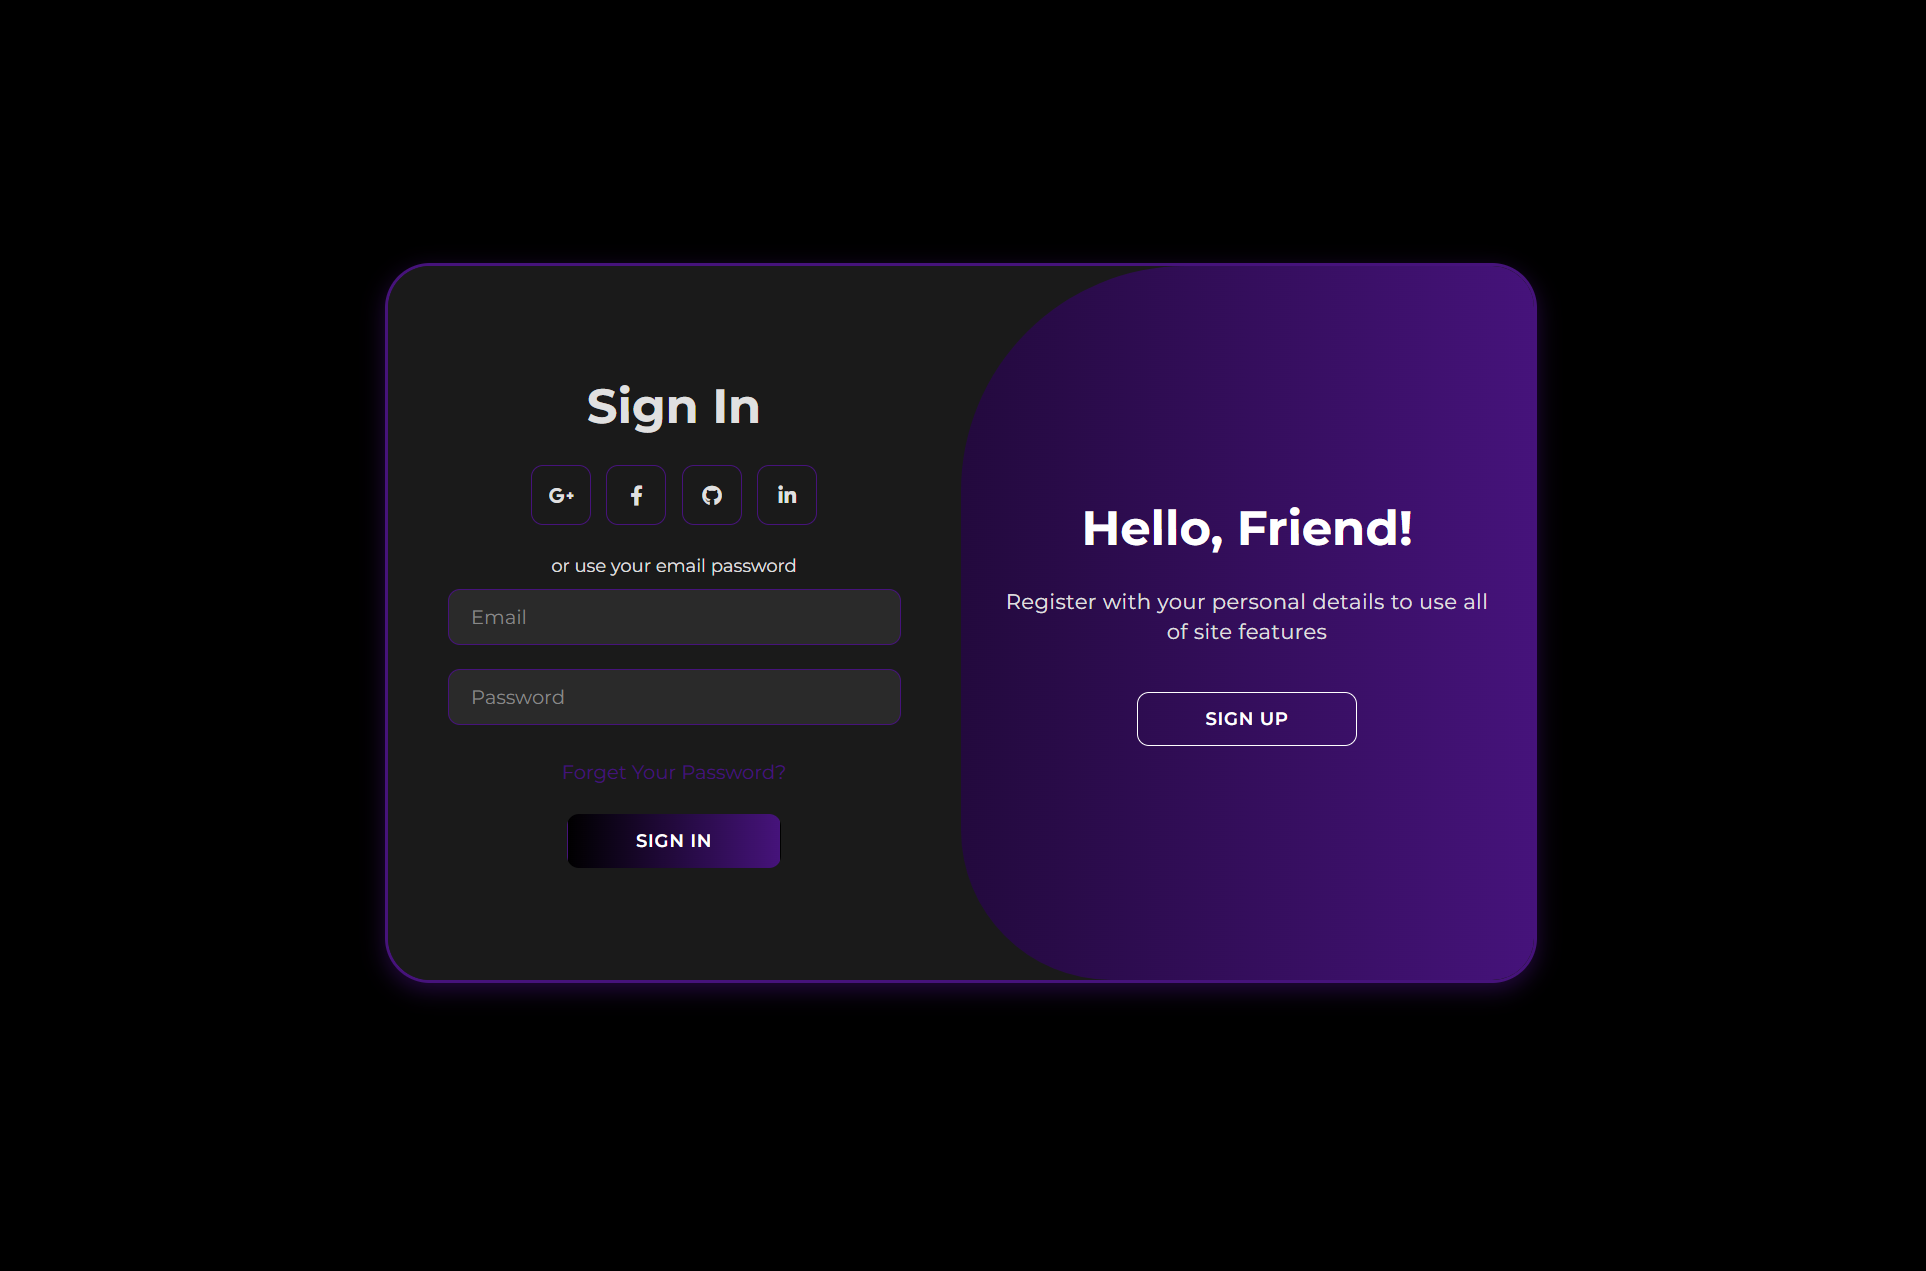 Sign In
G+
f
in
or use your email password
Email
Password
Forget Your Password?
SIGN IN
Hello, Friend!
Register with your personal details to use all
of site features
SIGN UP